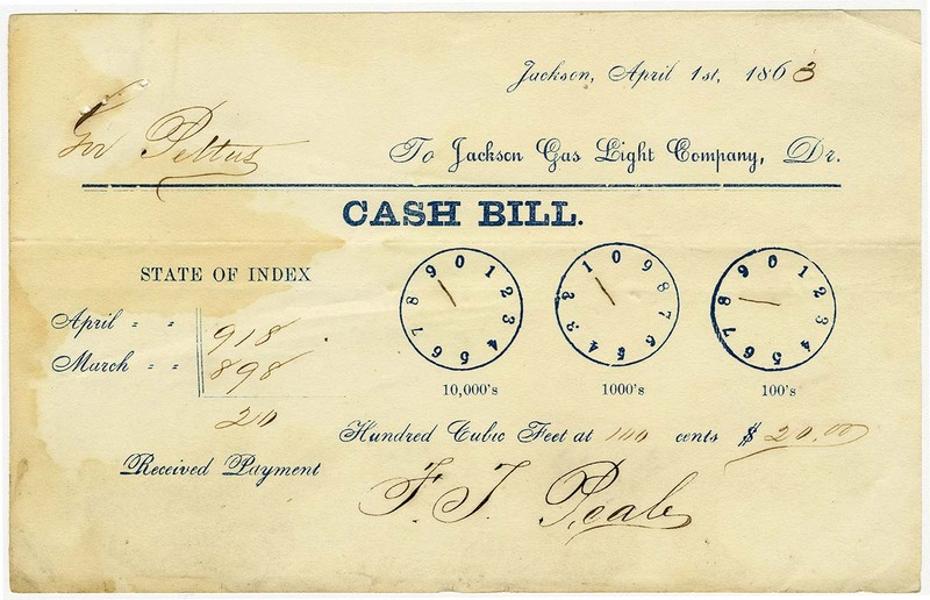 Jackson, April 1st, 1863
Gov Pettus
To Jackson Gas Light Company, Dr.
CASH BILL.
STATE OF INDEX
April " " 918
March " " 898
20
0 1 2 3 4 5 6 7 8 9
0 9 8 7 6 5 4 3 2 1
0 1 2 3 4 5 6 7 8 9
10,000's 1000's 100's
Hundred Cubic Feet at 100 cents $ 20.00
Received Payment
F. J. Peale